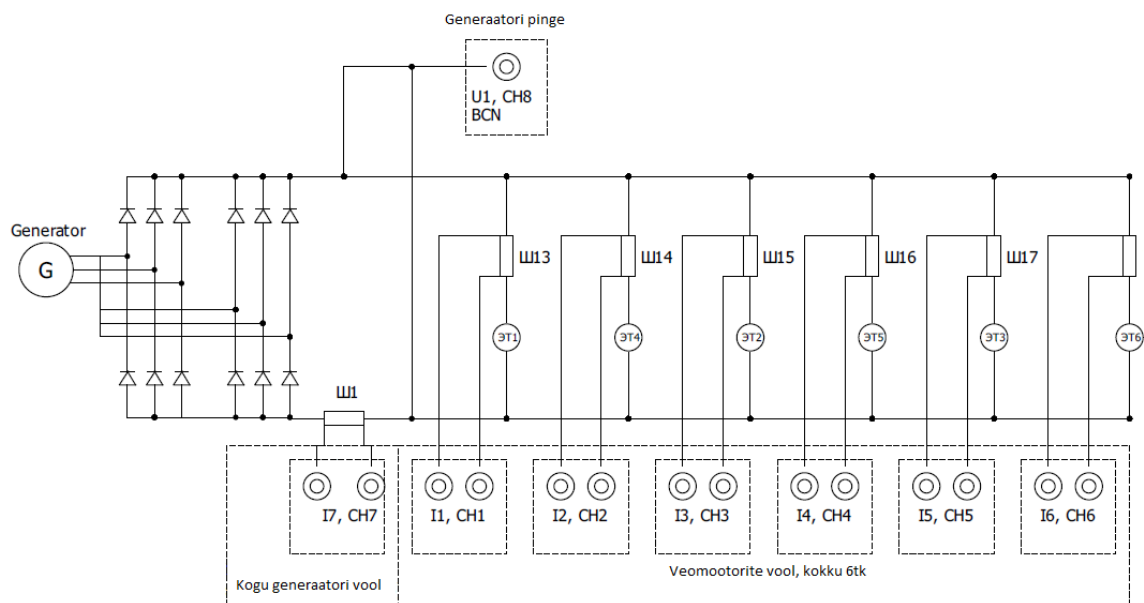 Generaatori pinge
U1, CH8
BCN
Generator
G
Ш13
Ш14
Ш15
Ш16
Ш17
ЭТ1
ЭТ4
ЭТ2
ЭТ5
ЭТ3
ЭТ6
Ш1
I7, CH7
I1, CH1
I2, CH2
I3, CH3
I4, CH4
I5, CH5
I6, CH6
Kogu generaatori vool
Veomootorite vool, kokku 6tk